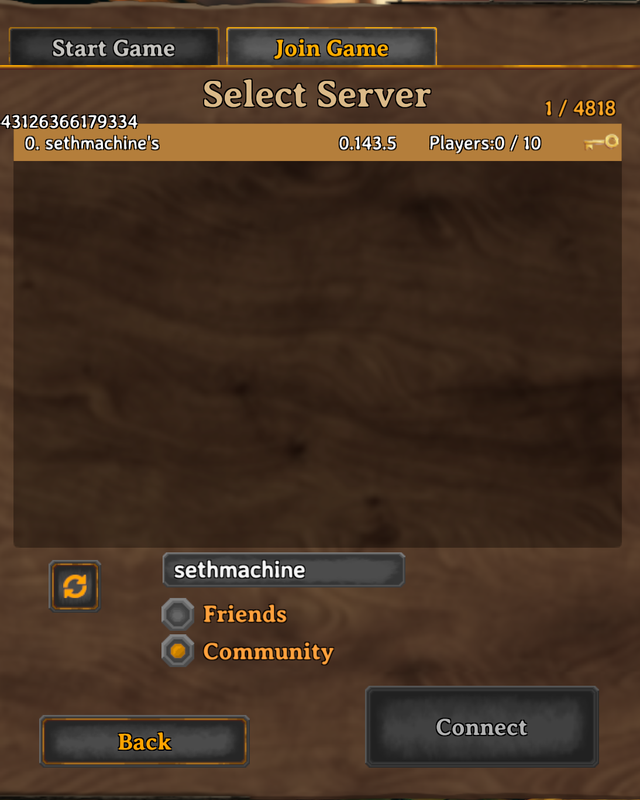 Start Game
Join Game
Select Server
1 / 4818
43126366179334
0. sethmachine's 0.143.5 Players:0 / 10
sethmachine
Friends
Community
Connect
Back